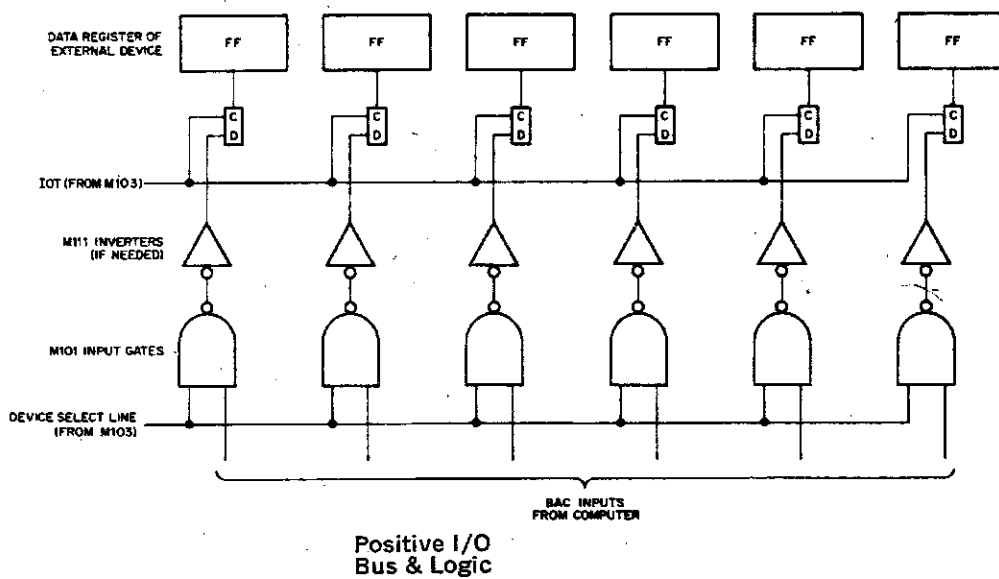 DATA REGISTER OF
EXTERNAL DEVICE
FF
FF
FF
FF
FF
FF
C
D
C
D
C
D
C
D
C
D
C
D
IOT (FROM M103)
M111 INVERTERS
(IF NEEDED)
M101 INPUT GATES
DEVICE SELECT LINE
(FROM M103)
BAC INPUTS
FROM COMPUTER
Positive I/O
Bus & Logic